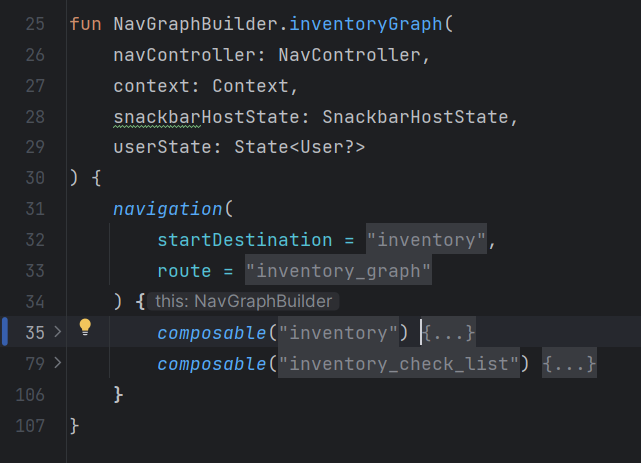 25 fun NavGraphBuilder.inventoryGraph(
26 navController: NavController,
27 context: Context,
28 snackbarHostState: SnackbarHostState,
29 userState: State<User?>
30 ) {
31 navigation(
32 startDestination = "inventory",
33 route = "inventory_graph"
34 ) { this: NavGraphBuilder
35 composable("inventory") {...}
79 composable("inventory_check_list") {...}
106 }
107 }